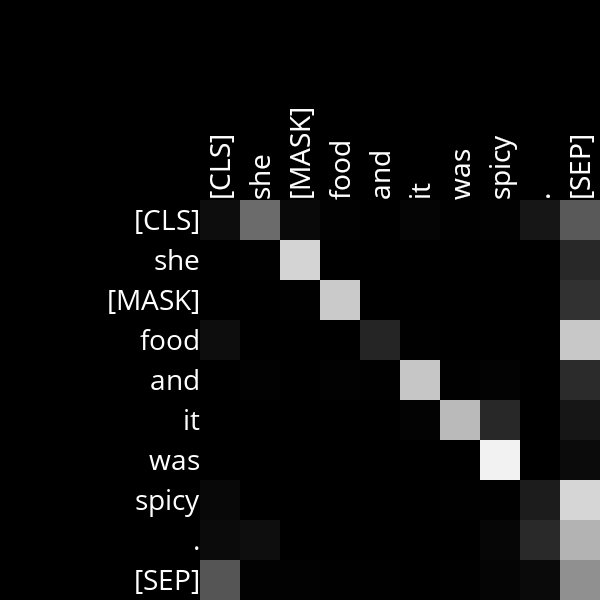 [CLS] she [MASK] food and it was spicy . [SEP]
[CLS]
she
[MASK]
food
and
it
was
spicy
.
[SEP]